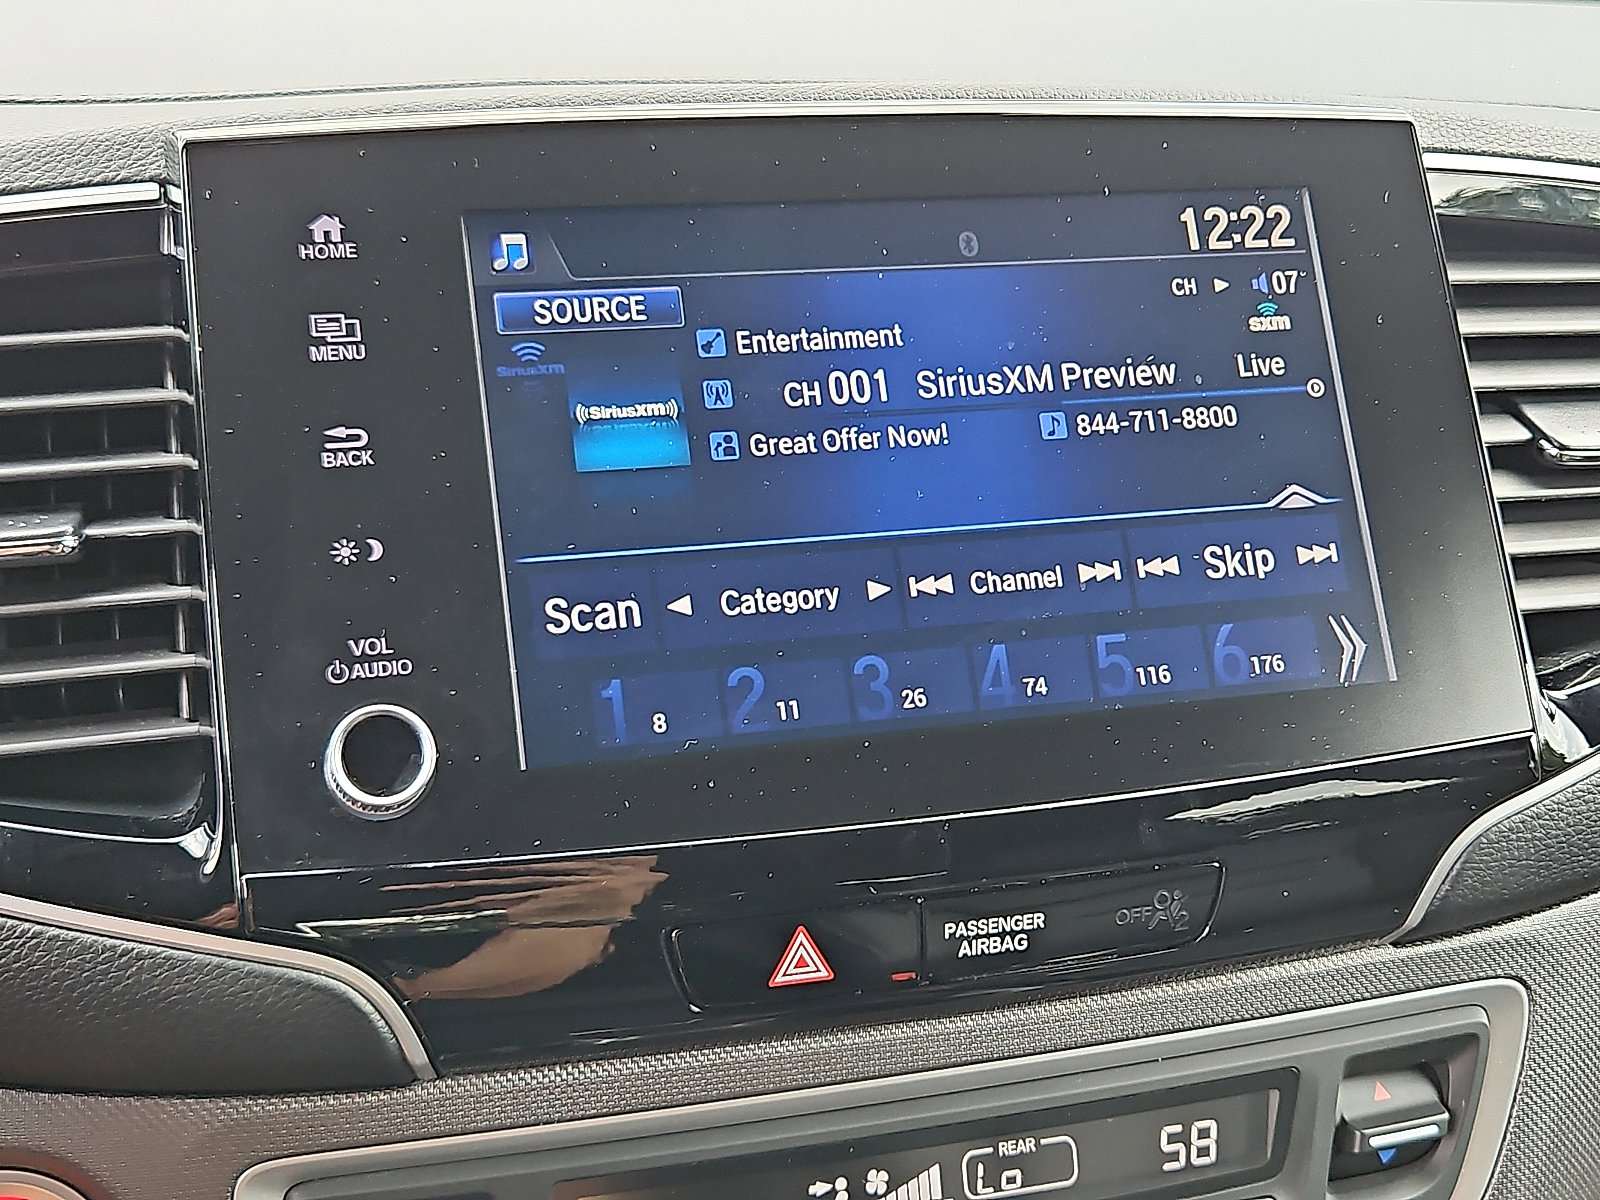 HOME
MENU
BACK
VOL
AUDIO
12:22
SOURCE
CH 07
sxm
SiriusXM
Entertainment
(((SiriusXM)))
CH 001 SiriusXM Preview Live
Great Offer Now! 844-711-8800
Scan Category Channel Skip
1 8 2 11 3 26 4 74 5 116 6 176
PASSENGER
AIRBAG
OFF 2
REAR
Lo
58